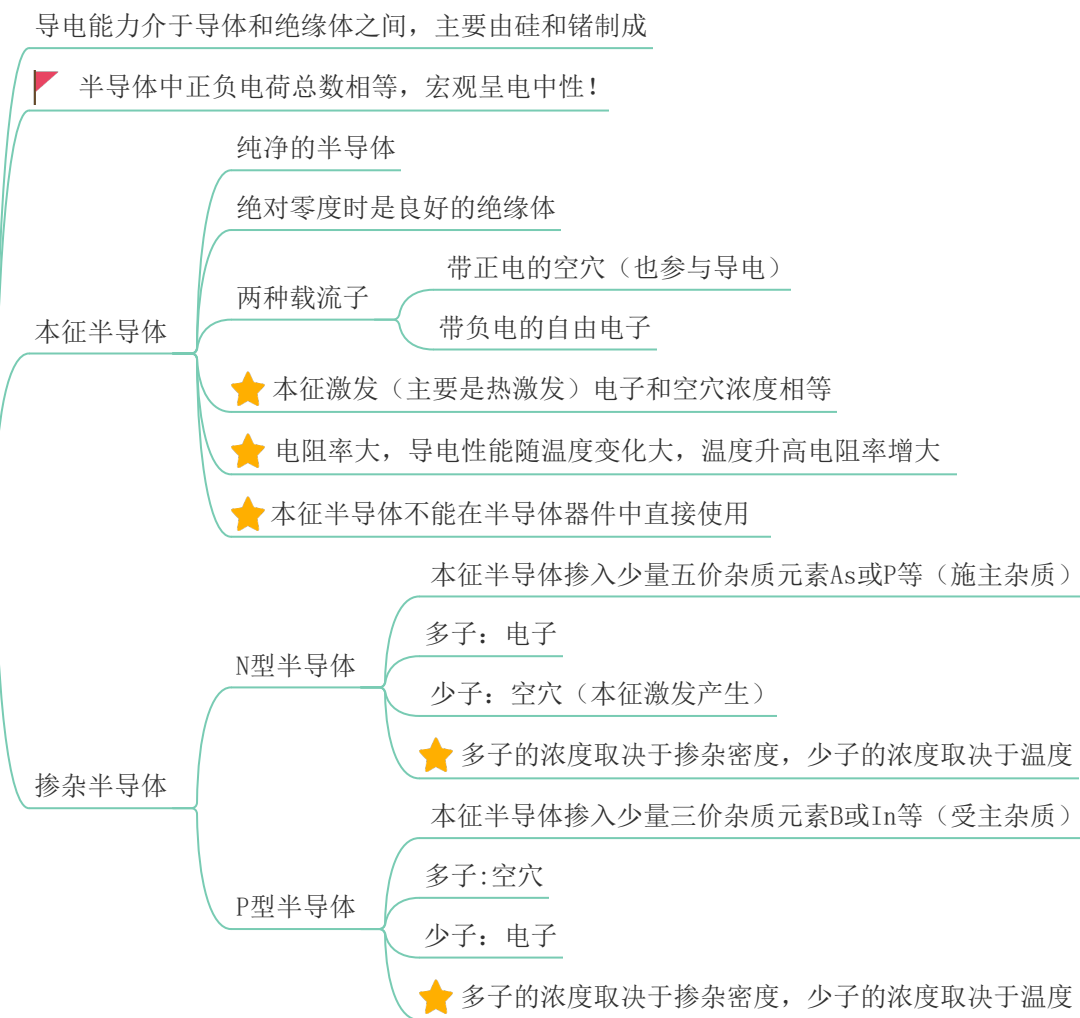 导电能力介于导体和绝缘体之间，主要由硅和锗制成
半导体中正负电荷总数相等，宏观呈电中性！
本征半导体
纯净的半导体
绝对零度时是良好的绝缘体
两种载流子
带正电的空穴（也参与导电）
带负电的自由电子
本征激发（主要是热激发）电子和空穴浓度相等
电阻率大，导电性能随温度变化大，温度升高电阻率增大
本征半导体不能在半导体器件中直接使用
掺杂半导体
N型半导体
本征半导体掺入少量五价杂质元素As或P等（施主杂质）
多子：电子
少子：空穴（本征激发产生）
多子的浓度取决于掺杂密度，少子的浓度取决于温度
P型半导体
本征半导体掺入少量三价杂质元素B或In等（受主杂质）
多子:空穴
少子：电子
多子的浓度取决于掺杂密度，少子的浓度取决于温度